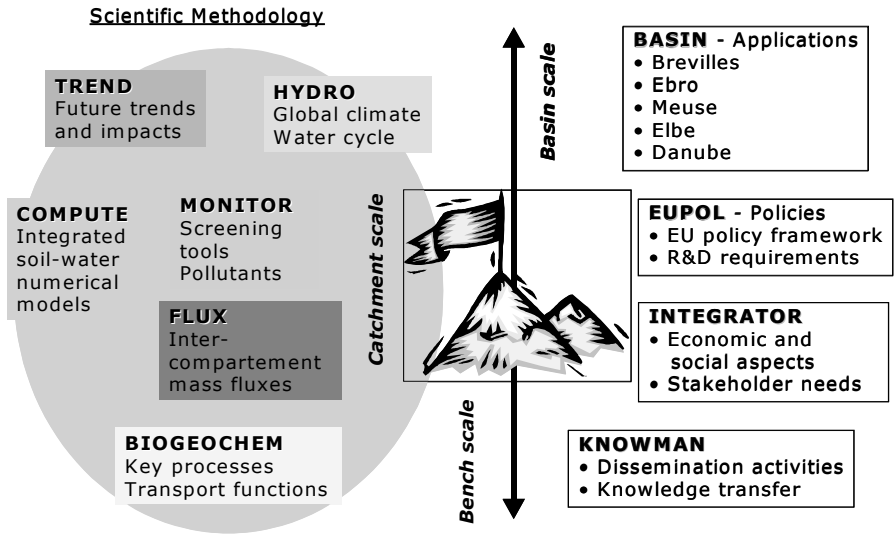 Scientific Methodology
TREND
Future trends
and impacts
HYDRO
Global climate
Water cycle
COMPUTE
Integrated
soil-water
numerical
models
MONITOR
Screening
tools
Pollutants
FLUX
Inter-
compartement
mass fluxes
BIOGEOCHEM
Key processes
Transport functions
Basin scale
Catchment scale
Bench scale
BASIN - Applications
• Brevilles
• Ebro
• Meuse
• Elbe
• Danube
EUPOL - Policies
• EU policy framework
• R&D requirements
INTEGRATOR
• Economic and
social aspects
• Stakeholder needs
KNOWMAN
• Dissemination activities
• Knowledge transfer